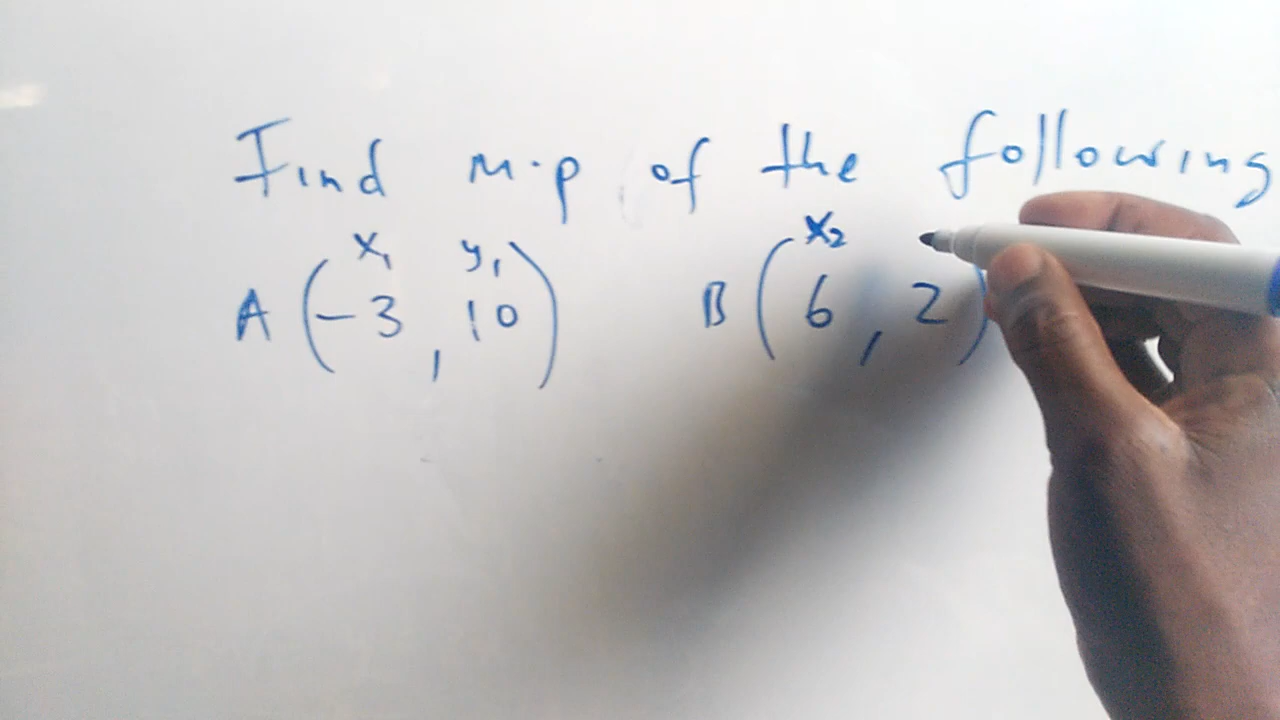 Find m.p of the following
x₁ y₁ x₂
A (-3, 10) B (6, 2)